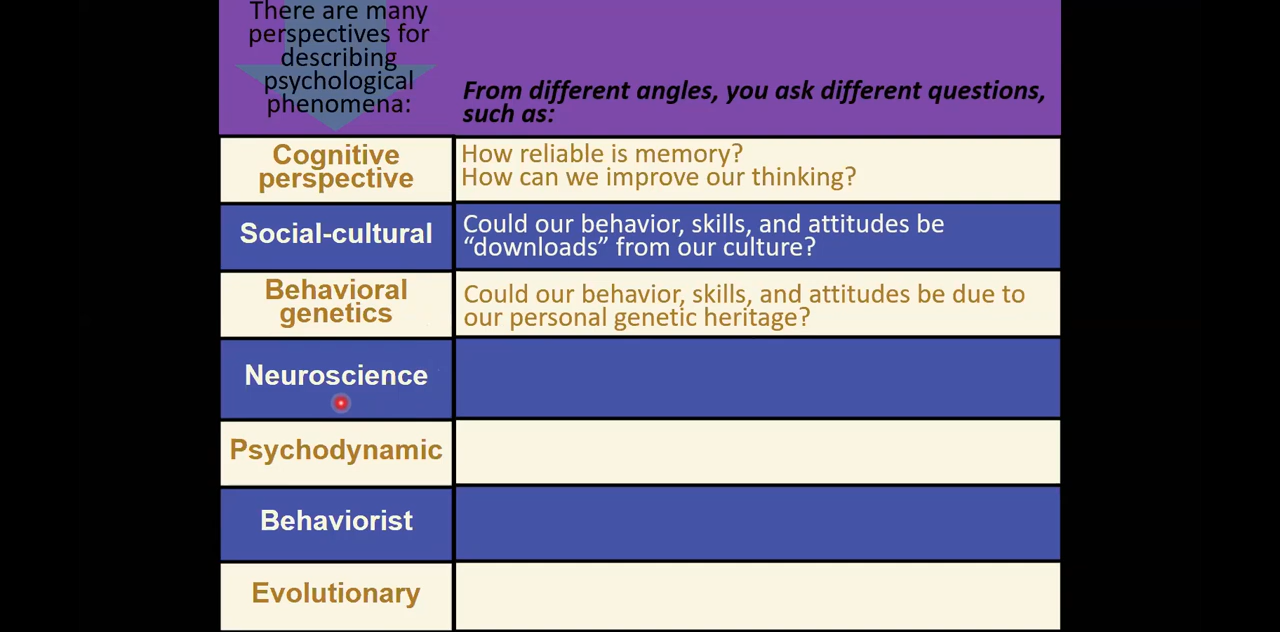 There are many
perspectives for
describing
psychological
phenomena:
From different angles, you ask different questions,
such as:
Cognitive
perspective
How reliable is memory?
How can we improve our thinking?
Social-cultural
Could our behavior, skills, and attitudes be
“downloads” from our culture?
Behavioral
genetics
Could our behavior, skills, and attitudes be due to
our personal genetic heritage?
Neuroscience
Psychodynamic
Behaviorist
Evolutionary